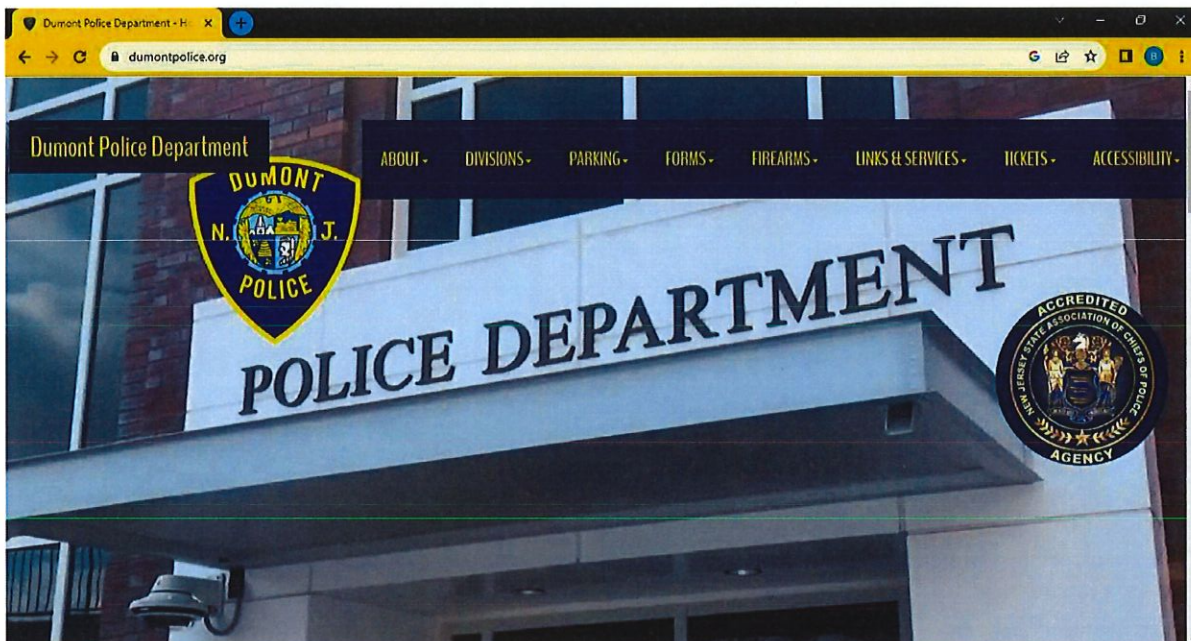 Dumont Police Department - H
dumontpolice.org
B
Dumont Police Department
ABOUT
DIVISIONS
PARKING
FORMS
FIREARMS
LINKS & SERVICES
TICKETS
ACCESSIBILITY
DUMONT
N. J.
POLICE
POLICE DEPARTMENT
ACCREDITED
NEW JERSEY STATE ASSOCIATION OF CHIEFS OF POLICE
AGENCY